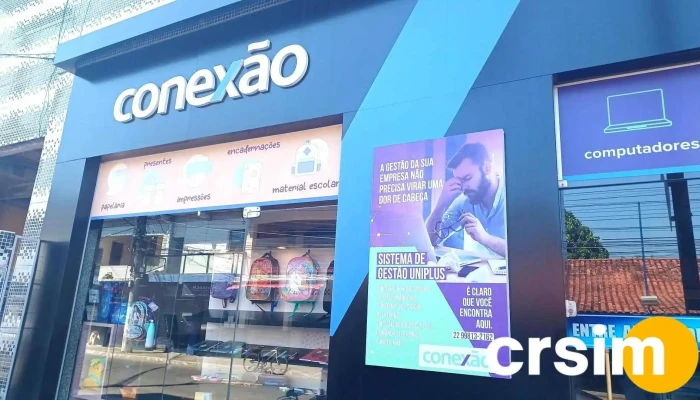 conexão
encadernações
presentes
papelaria
impressões
material escolar
A GESTÃO DA SUA
EMPRESA NÃO
PRECISA VIRAR UMA
DOR DE CABEÇA
SISTEMA DE
GESTÃO UNIPLUS
É CLARO
QUE VOCÊ
ENCONTRA
AQUI.
conexão
computadores
ENTRE
crsim